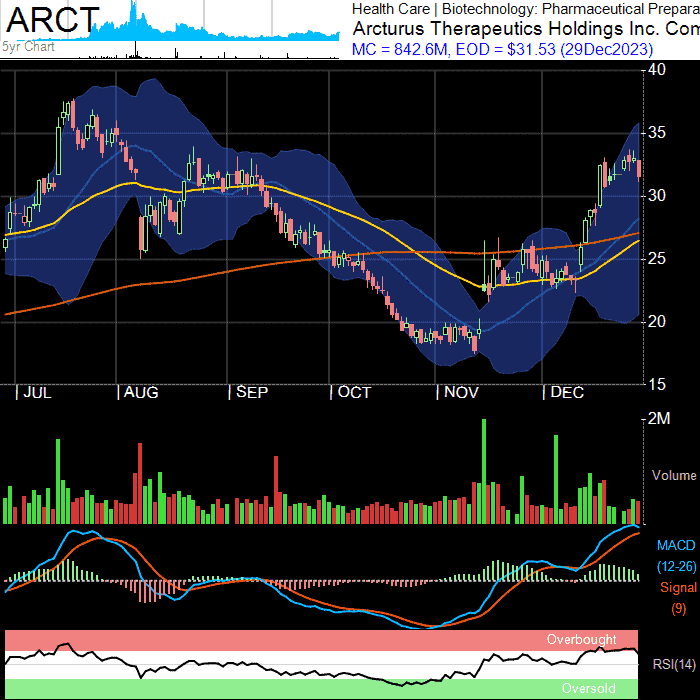 ARCT
5yr Chart
Health Care | Biotechnology: Pharmaceutical Prepara
Arcturus Therapeutics Holdings Inc. Com
MC = 842.6M, EOD = $31.53 (29Dec2023)
40
35
30
25
20
15
| JUL | AUG | SEP | OCT | NOV | DEC
2M
Volume
MACD
(12-26)
Signal
(9)
Overbought
RSI(14)
Oversold